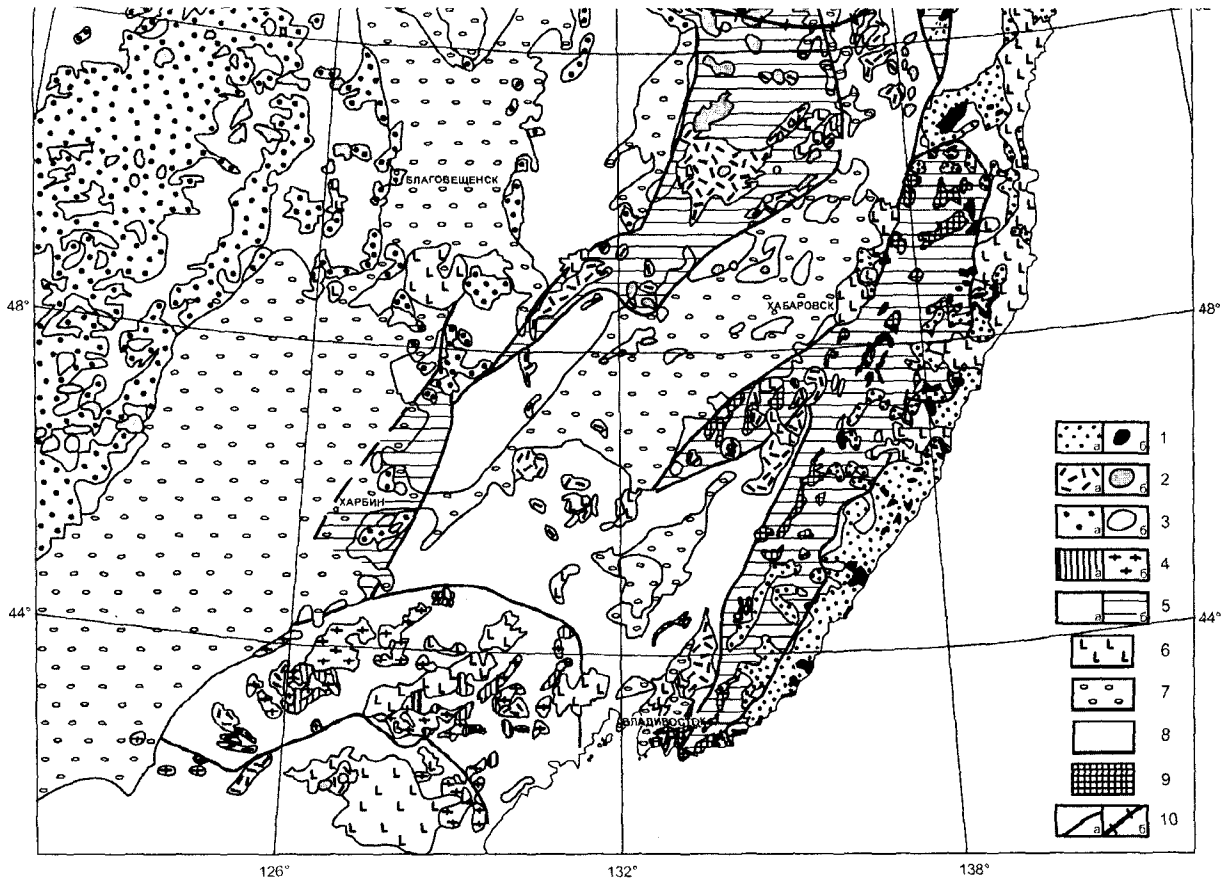 БЛАГОВЕЩЕНСК
48°
ХАБАРОВСК
48°
а б 1
а б 2
ХАРБИН
а б 3
а б 4
44°
а б 5
44°
6
7
ВЛАДИВОСТОК
8
9
а б 10
126°
132°
138°